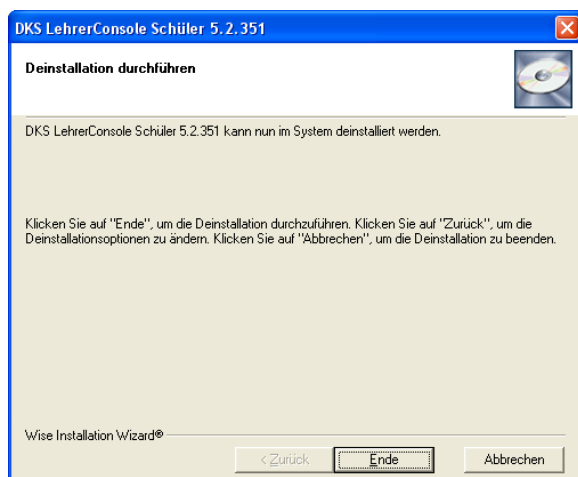 DKS LehrerConsole Schüler 5.2.351
Deinstallation durchführen
DKS LehrerConsole Schüler 5.2.351 kann nun im System deinstalliert werden.
Klicken Sie auf "Ende", um die Deinstallation durchzuführen. Klicken Sie auf "Zurück", um die
Deinstallationsoptionen zu ändern. Klicken Sie auf "Abbrechen", um die Deinstallation zu beenden.
Wise Installation Wizard®
< Zurück Ende Abbrechen